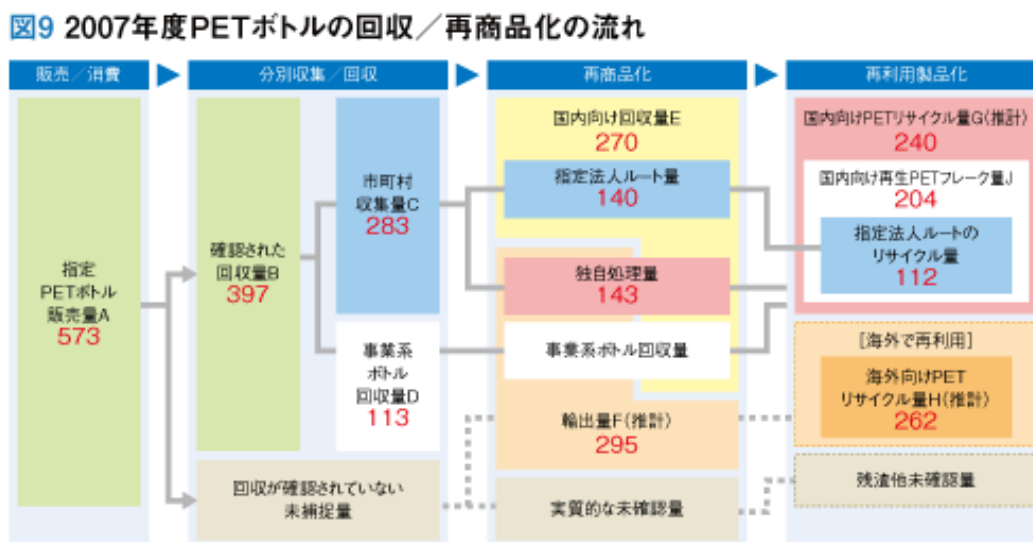 図9 2007年度PETボトルの回収／再商品化の流れ
販売／消費
分別収集／回収
再商品化
再利用製品化
指定
PETボトル
販売量A
573
確認された
回収量B
397
市町村
収集量C
283
事業系
ボトル
回収量D
113
回収が確認されていない
未捕捉量
国内向け回収量E
270
指定法人ルート量
140
独自処理量
143
事業系ボトル回収量
輸出量F(推計)
295
実質的な未確認量
国内向けPETリサイクル量G(推計)
240
国内向け再生PETフレーク量J
204
指定法人ルートの
リサイクル量
112
[海外で再利用]
海外向けPET
リサイクル量H(推計)
262
残渣他未確認量